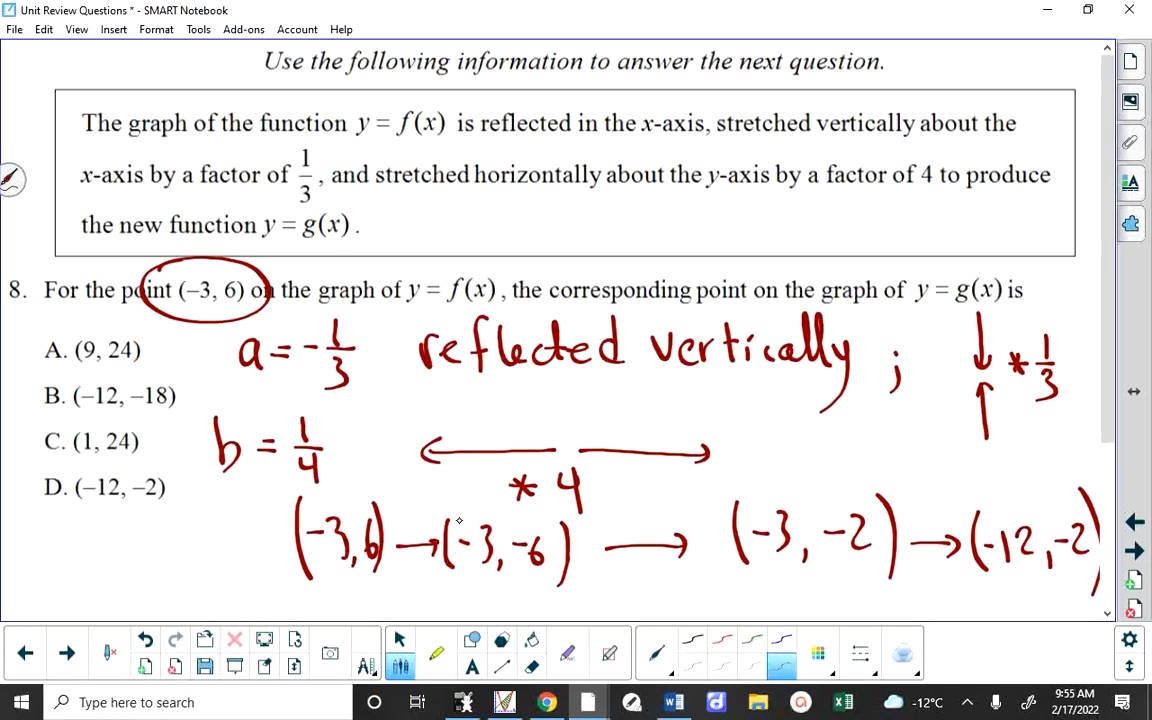 Unit Review Questions * - SMART Notebook
File Edit View Insert Format Tools Add-ons Account Help
Use the following information to answer the next question.
The graph of the function y = f(x) is reflected in the x-axis, stretched vertically about the
x-axis by a factor of 1/3, and stretched horizontally about the y-axis by a factor of 4 to produce
the new function y = g(x).
8. For the point (–3, 6) on the graph of y = f(x), the corresponding point on the graph of y = g(x) is
A. (9, 24)
a = -1/3 reflected vertically ; ↓↑ * 1/3
B. (–12, –18)
C. (1, 24)
b = 1/4 ← →
* 4
D. (–12, –2)
(-3,6) → (-3,-6) → (-3,-2) → (-12,-2)
Type here to search
-12°C
9:55 AM
2/17/2022